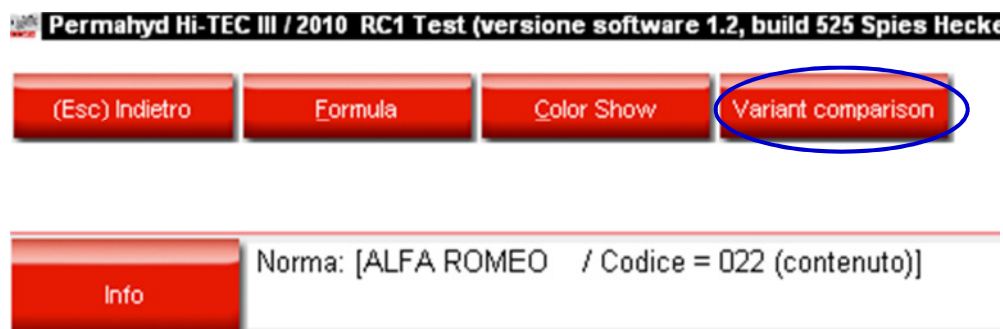 Permahyd Hi-TEC III / 2010 RC1 Test (versione software 1.2, build 525 Spies Hecke
(Esc) Indietro Formula Color Show Variant comparison
Info Norma: [ALFA ROMEO / Codice = 022 (contenuto)]